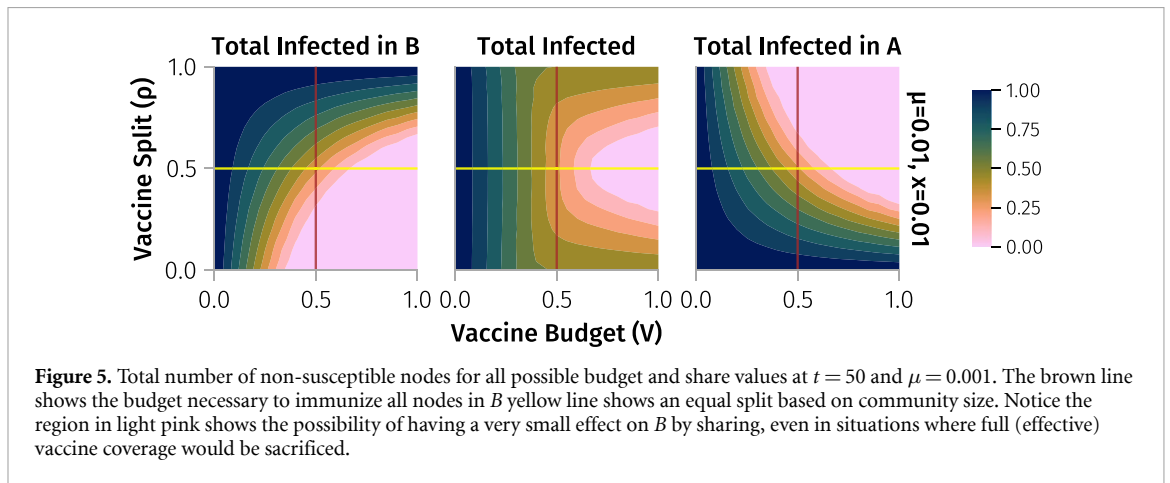 Total Infected in B Total Infected Total Infected in A
1.0
0.5
0.0
Vaccine Split (ρ)
0.0 0.5 1.0 0.0 0.5 1.0 0.0 0.5 1.0
Vaccine Budget (V)
μ=0.01, x=0.01
1.00
0.75
0.50
0.25
0.00
Figure 5. Total number of non-susceptible nodes for all possible budget and share values at t = 50 and μ = 0.001. The brown line
shows the budget necessary to immunize all nodes in B yellow line shows an equal split based on community size. Notice the
region in light pink shows the possibility of having a very small effect on B by sharing, even in situations where full (effective)
vaccine coverage would be sacrificed.